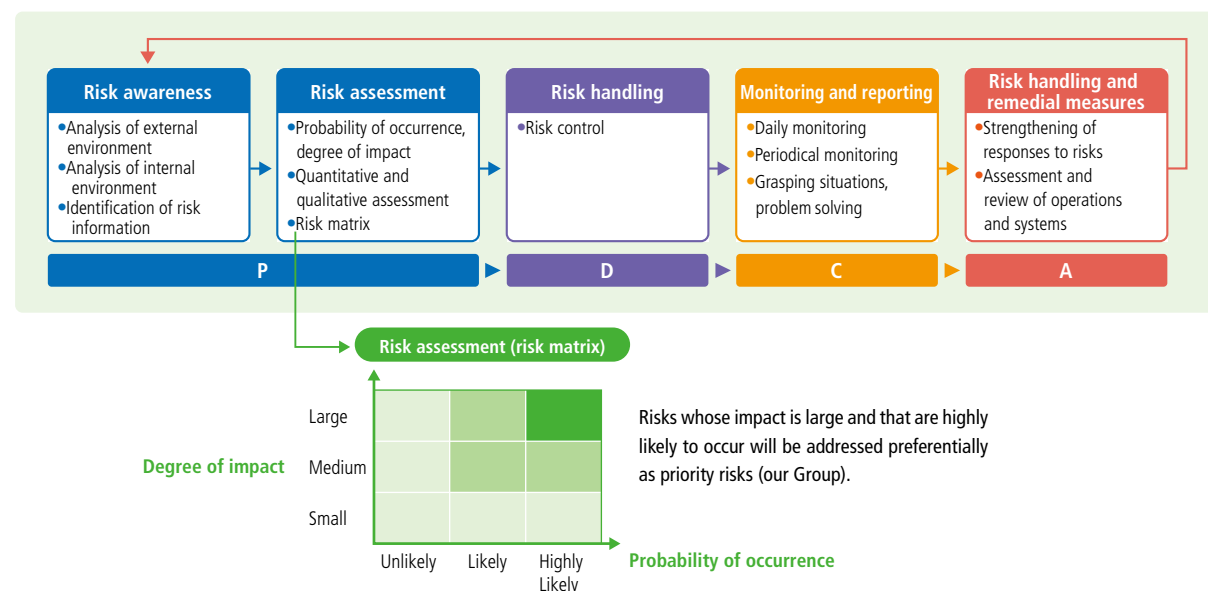 Risk awareness
•Analysis of external
environment
•Analysis of internal
environment
•Identification of risk
information
Risk assessment
•Probability of occurrence,
degree of impact
•Quantitative and
qualitative assessment
•Risk matrix
Risk handling
•Risk control
Monitoring and reporting
•Daily monitoring
•Periodical monitoring
•Grasping situations,
problem solving
Risk handling and
remedial measures
•Strengthening of
responses to risks
•Assessment and
review of operations
and systems
P
D
C
A
Risk assessment (risk matrix)
Degree of impact
Large
Medium
Small
Unlikely
Likely
Highly
Likely
Probability of occurrence
Risks whose impact is large and that are highly
likely to occur will be addressed preferentially
as priority risks (our Group).